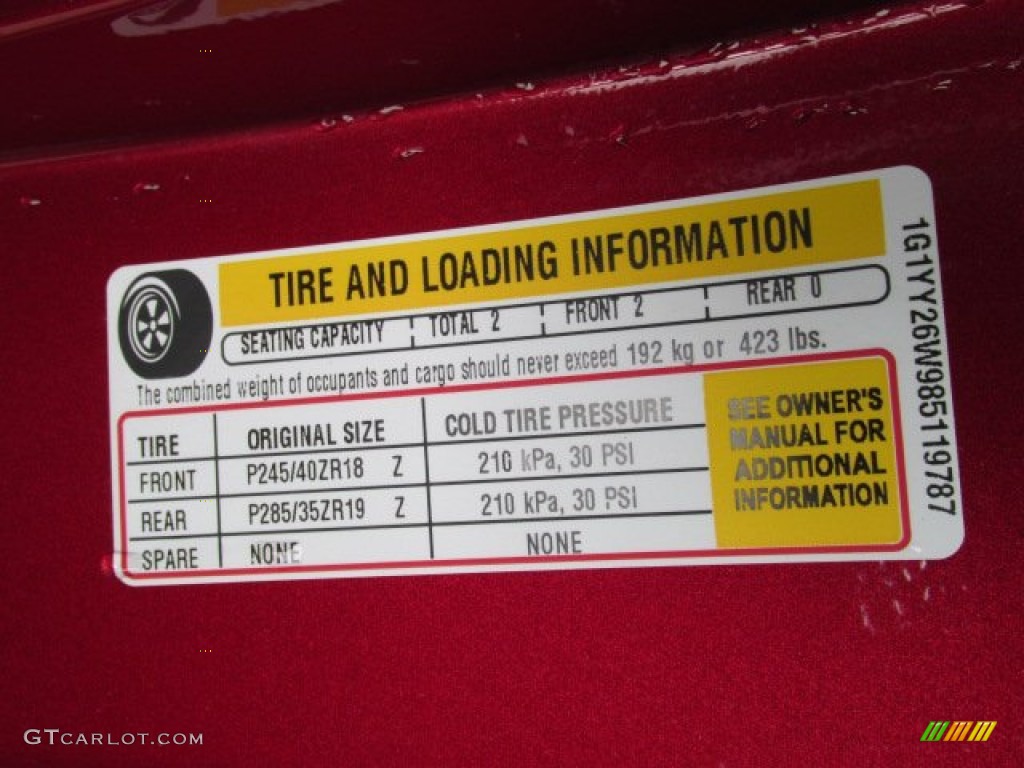 TIRE AND LOADING INFORMATION
SEATING CAPACITY TOTAL 2 FRONT 2 REAR 0
The combined weight of occupants and cargo should never exceed 192 kg or 423 lbs.
TIRE ORIGINAL SIZE COLD TIRE PRESSURE
FRONT P245/40ZR18 Z 210 kPa, 30 PSI
REAR P285/35ZR19 Z 210 kPa, 30 PSI
SPARE NONE NONE
SEE OWNER'S
MANUAL FOR
ADDITIONAL
INFORMATION
1G1YY26W985119787
GTCARLOT.COM